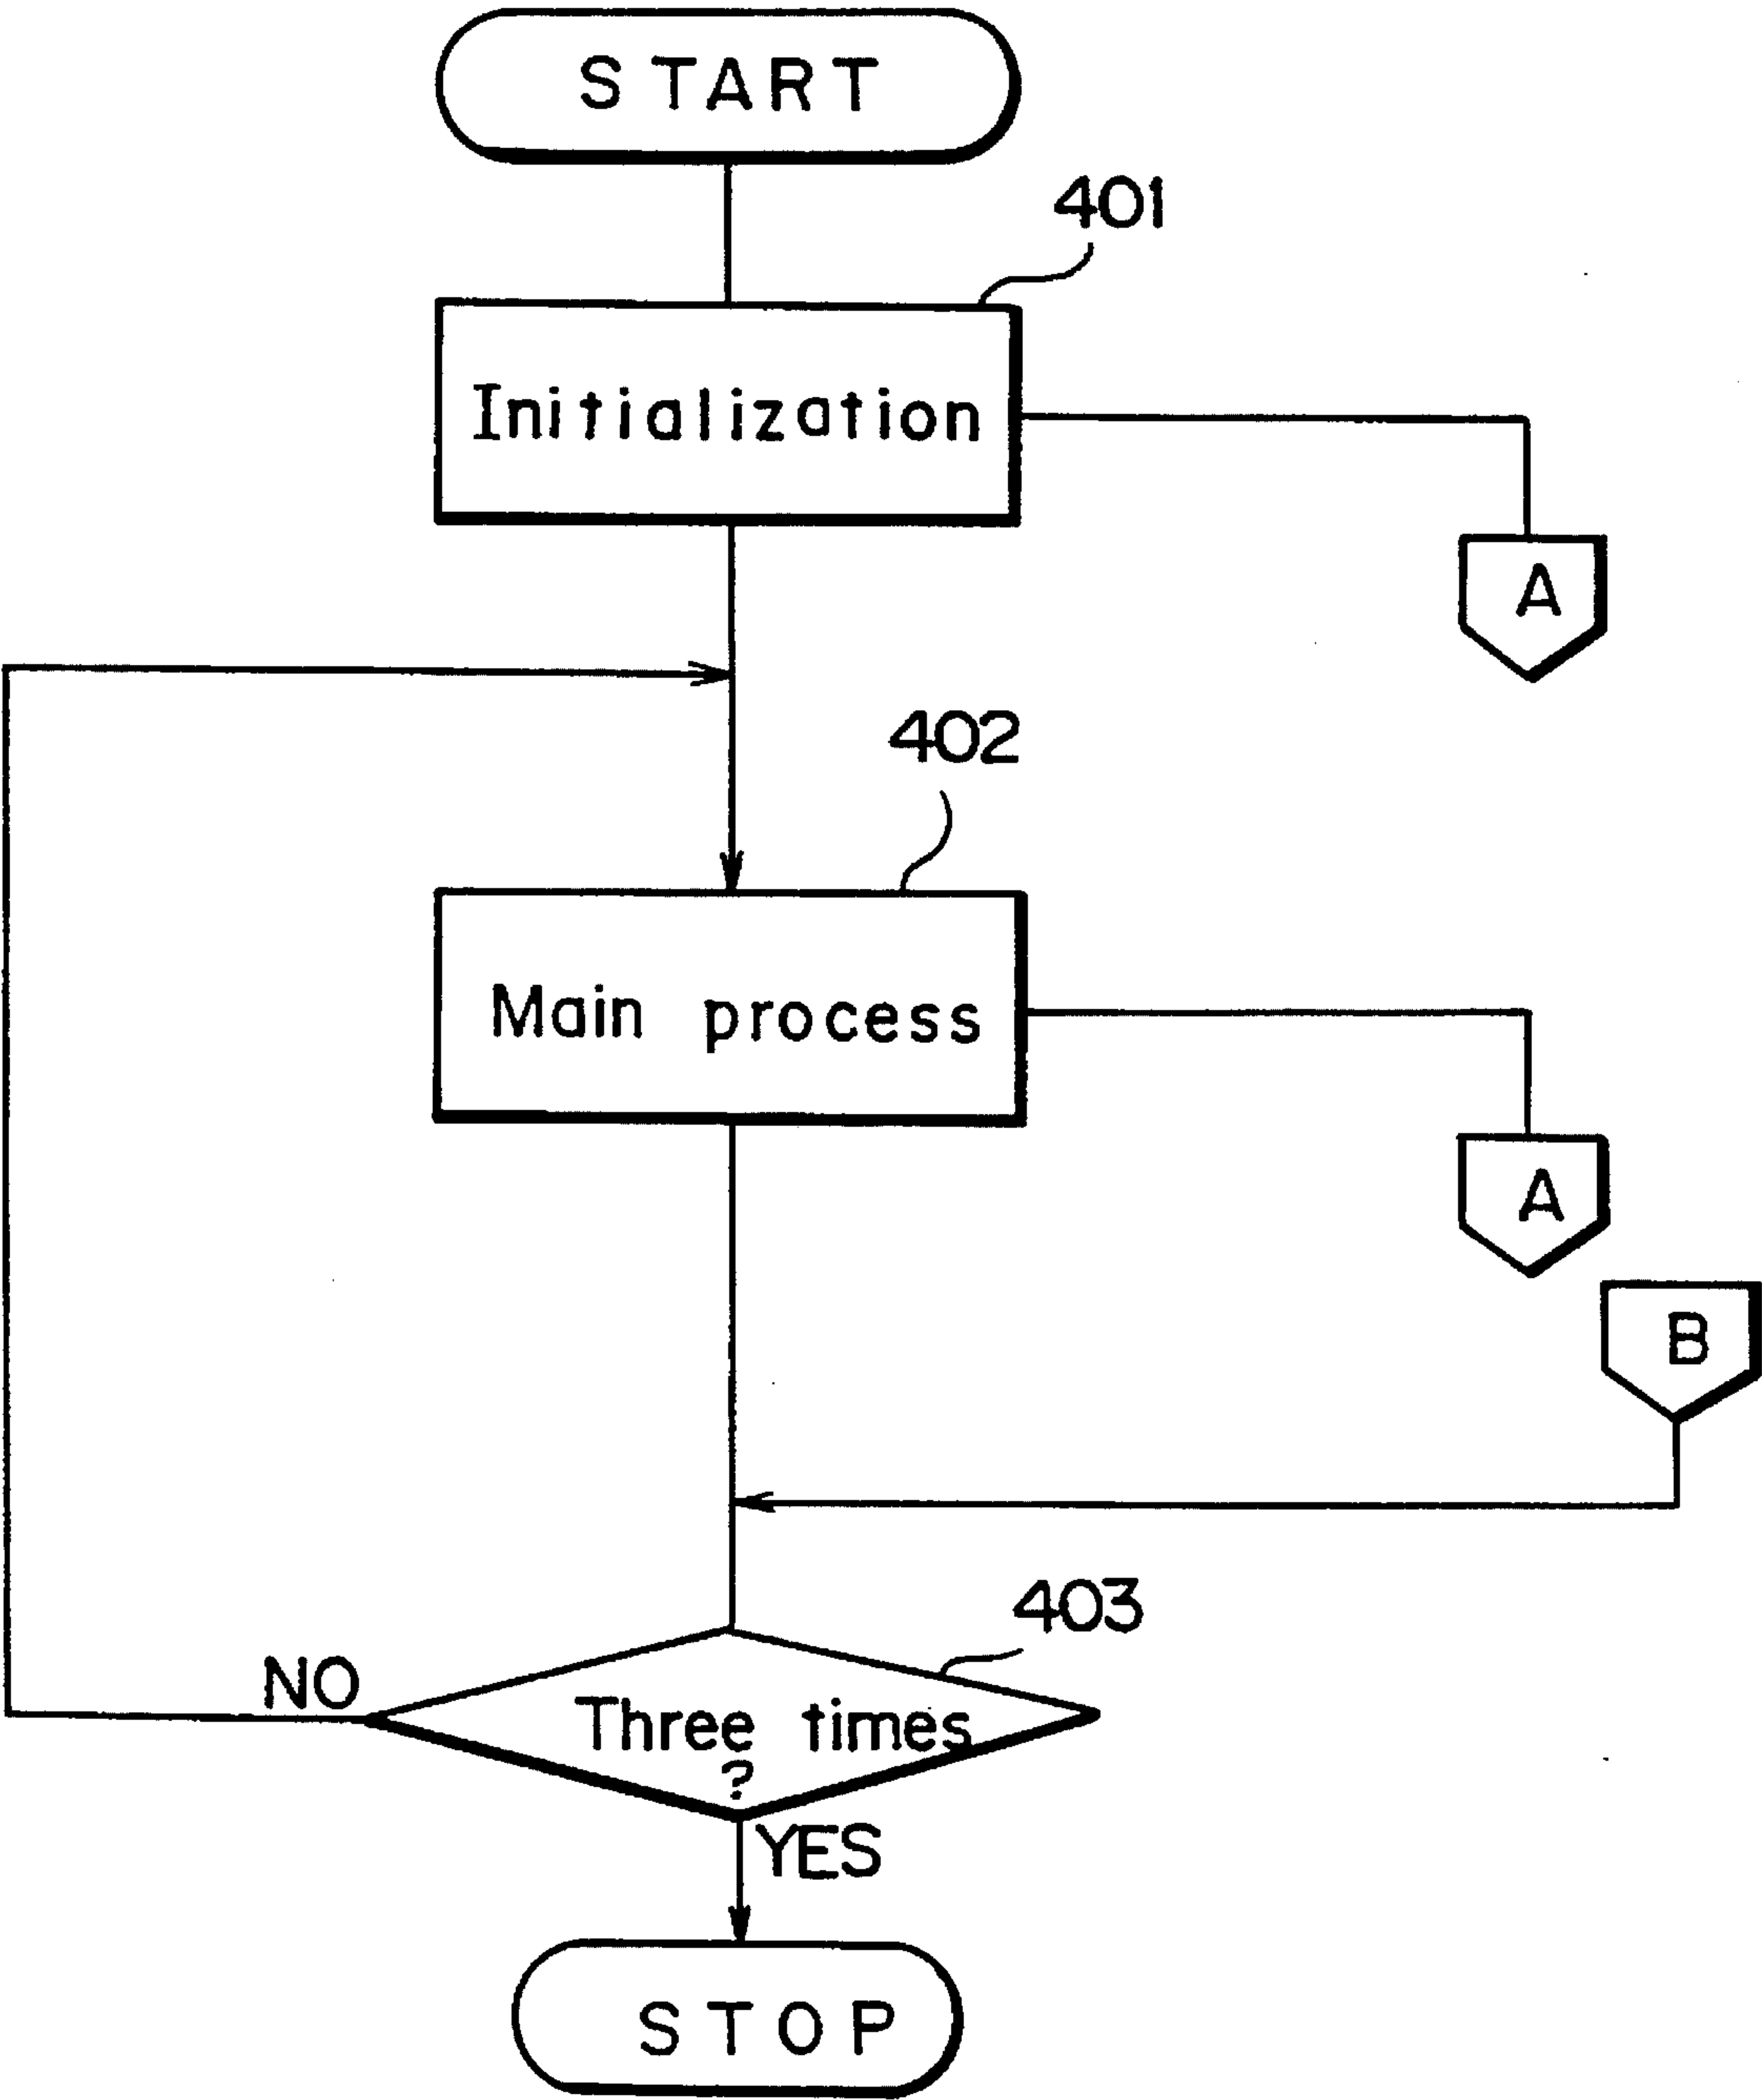 START
401
Initialization
A
402
Main process
A
B
403
NO
Three times
?
YES
STOP